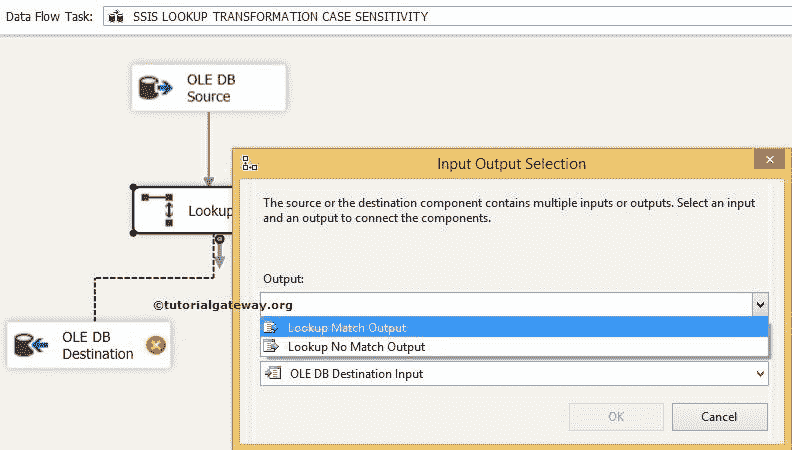 Data Flow Task:
SSIS LOOKUP TRANSFORMATION CASE SENSITIVITY
OLE DB
Source
Lookup
Input Output Selection
The source or the destination component contains multiple inputs or outputs. Select an input
and an output to connect the components.
Output:
©tutorialgateway.org
Lookup Match Output
Lookup No Match Output
OLE DB
Destination
OLE DB Destination Input
OK
Cancel